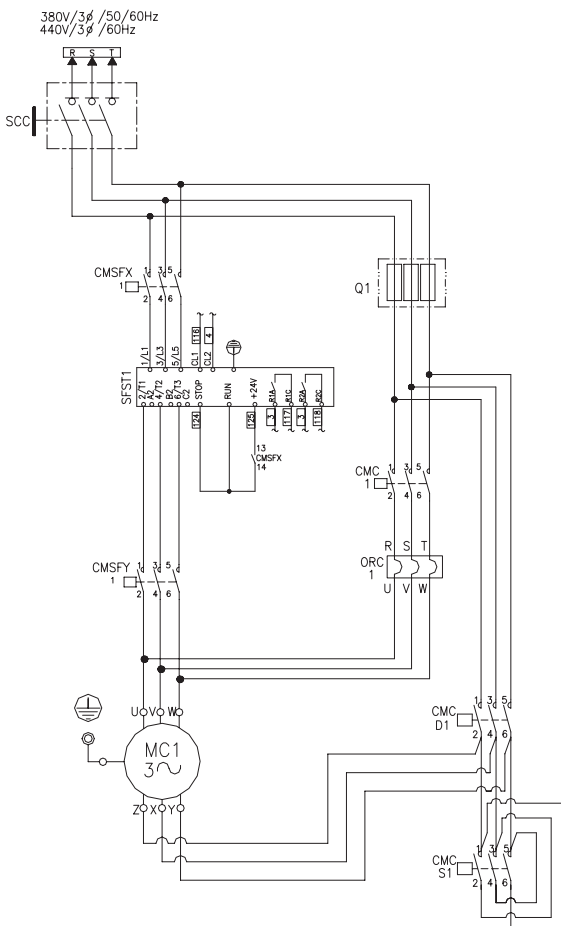 380V/3ø/50/60Hz
440V/3ø/60Hz
R S T
SCC
CMSFX
1
1 3 5
2 4 6
Q1
1/L1 3/L3 5/L5 CL1 116 CL2 4
SFST1
2/T1 A2 4/T2 B2 6/T3 C2 STOP RUN +24V R1A R1C R2A R2C
124 125 3 117 3 118
13
CMSFX
14
CMC
1
1 3 5
2 4 6
R S T
ORC
1
U V W
CMSFY
1
1 3 5
2 4 6
U V W
MC1
3
Z X Y
CMC
D1
1 3 5
2 4 6
CMC
S1
1 3 5
2 4 6